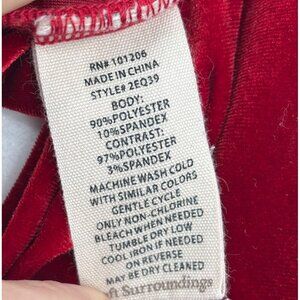 RN# 101206
MADE IN CHINA
STYLE# 2EQ39
BODY:
90%POLYESTER
10%SPANDEX
CONTRAST:
97%POLYESTER
3%SPANDEX
MACHINE WASH COLD
WITH SIMILAR COLORS
GENTLE CYCLE
ONLY NON-CHLORINE
BLEACH WHEN NEEDED
TUMBLE DRY LOW
COOL IRON IF NEEDED
ON REVERSE
MAY BE DRY CLEANED
ft Surroundings